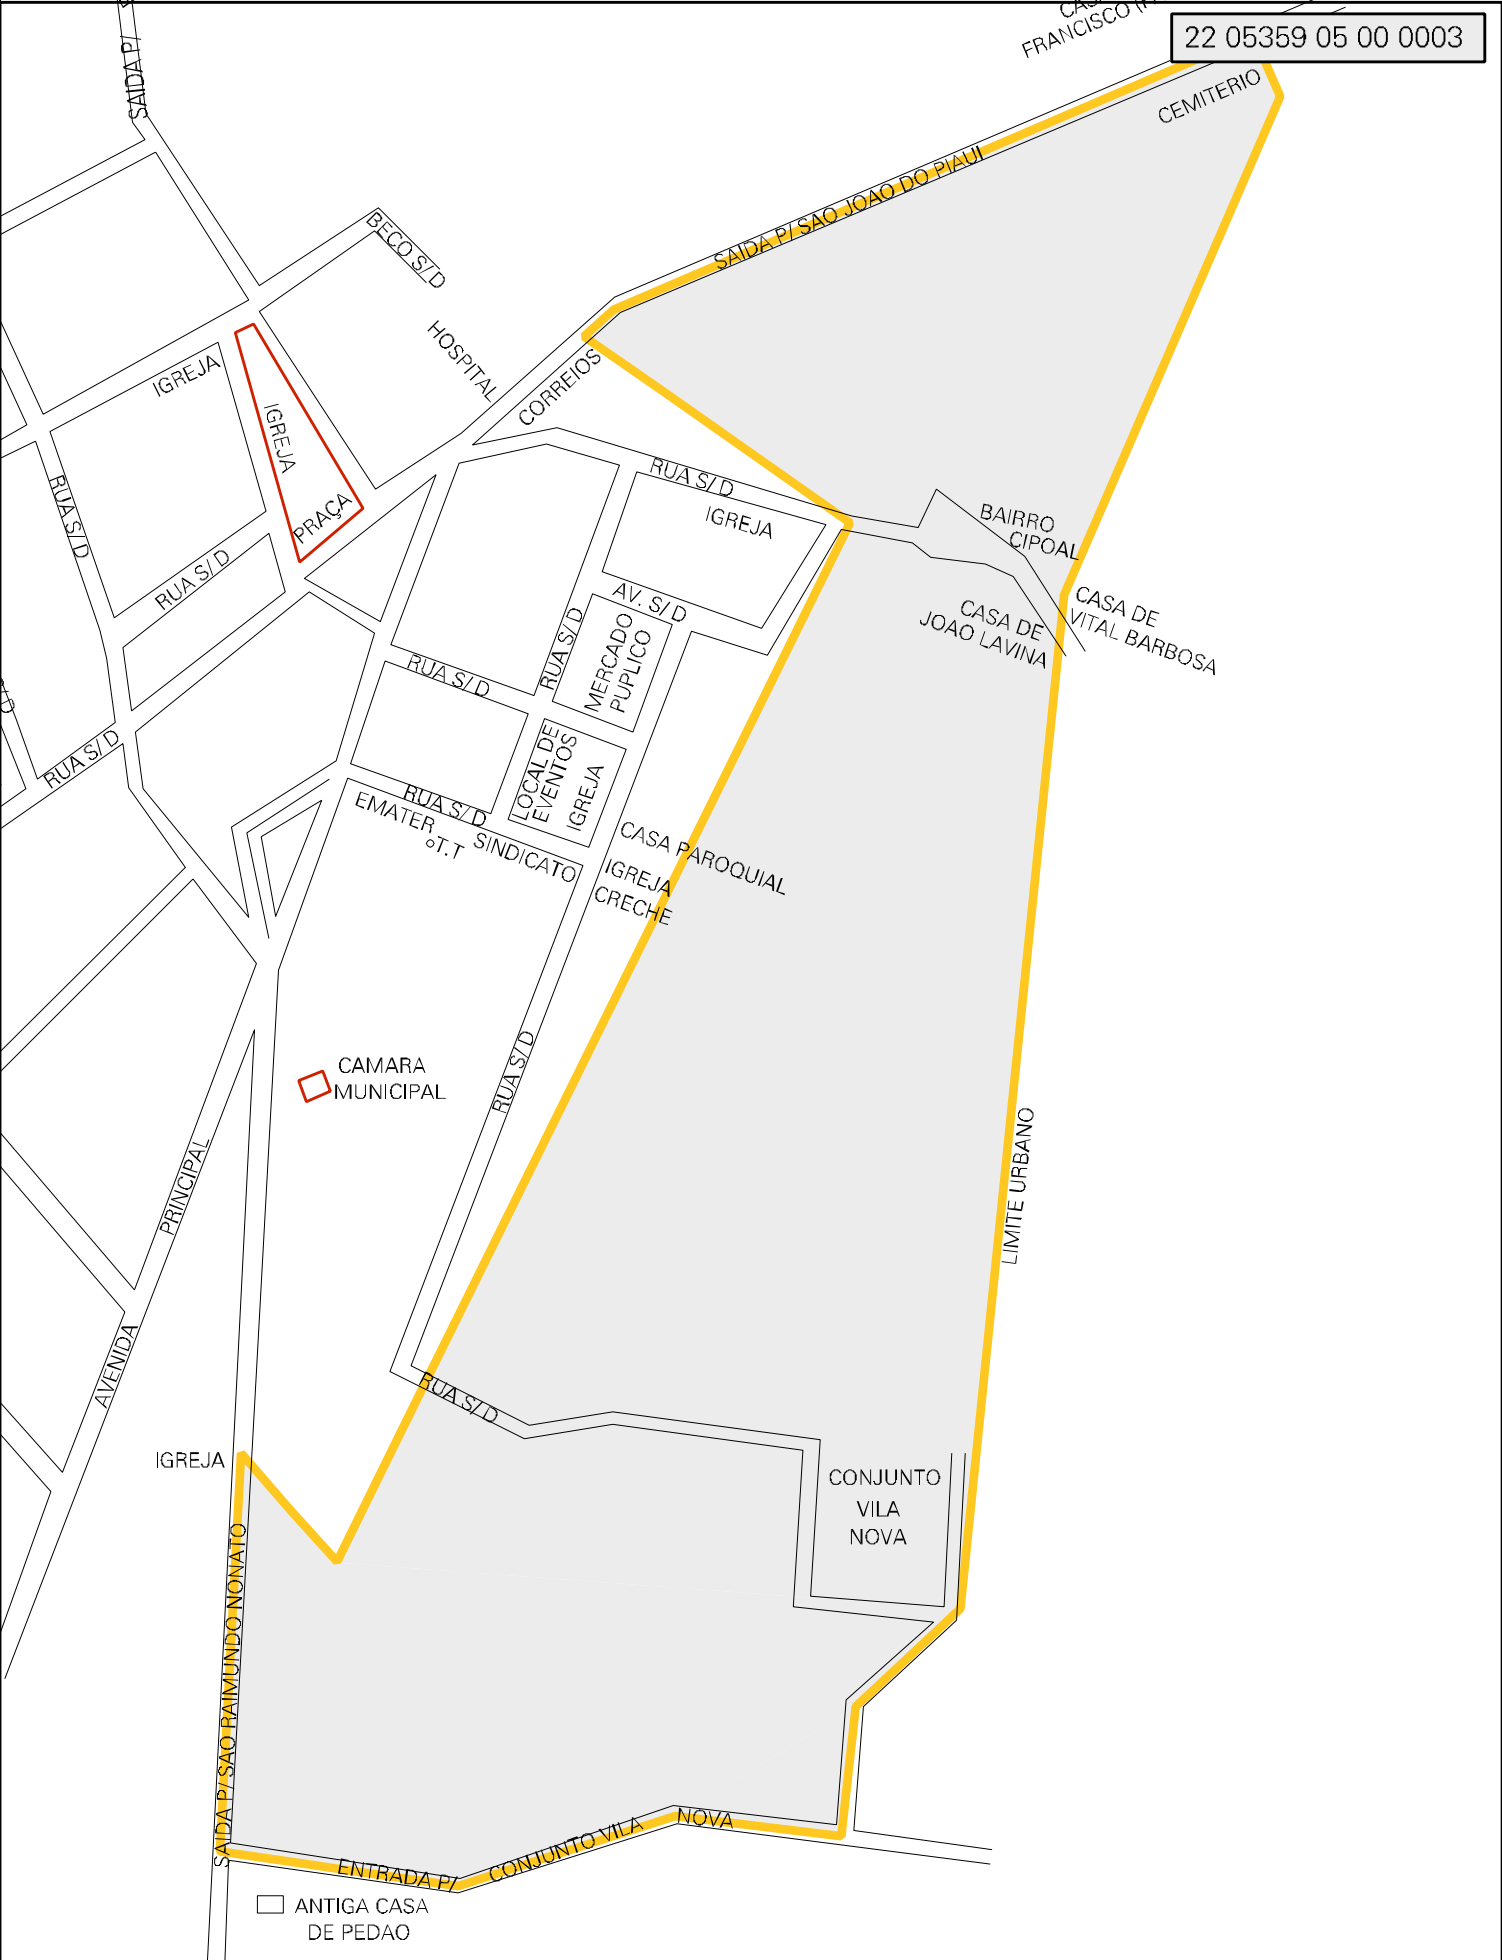 FRANCISCO
22 05359 05 00 0003
SAIDA P/
CEMITERIO
SAIDA P/ SAO JOAO DO PIAUI
BECO S/D
HOSPITAL
CORREIOS
IGREJA
IGREJA
PRAÇA
RUA S/D
RUA S/D
RUA S/D
IGREJA
BAIRRO
CIPOAL
RUA S/D
AV. S/D
CASA DE
VITAL BARBOSA
CASA DE
JOAO LAVINA
MERCADO
PUPLICO
RUA S/D
RUA S/D
RUA S/D
LOCAL DE
EVENTOS
IGREJA
RUA S/D
EMATER
T.T
SINDICATO
CASA PAROQUIAL
IGREJA
CRECHE
CAMARA
MUNICIPAL
RUA S/D
AVENIDA PRINCIPAL
LIMITE URBANO
RUA S/D
IGREJA
CONJUNTO
VILA
NOVA
SAIDA P/ SAO RAIMUNDO NONATO
ENTRADA P/ CONJUNTO VILA NOVA
ANTIGA CASA
DE PEDAO